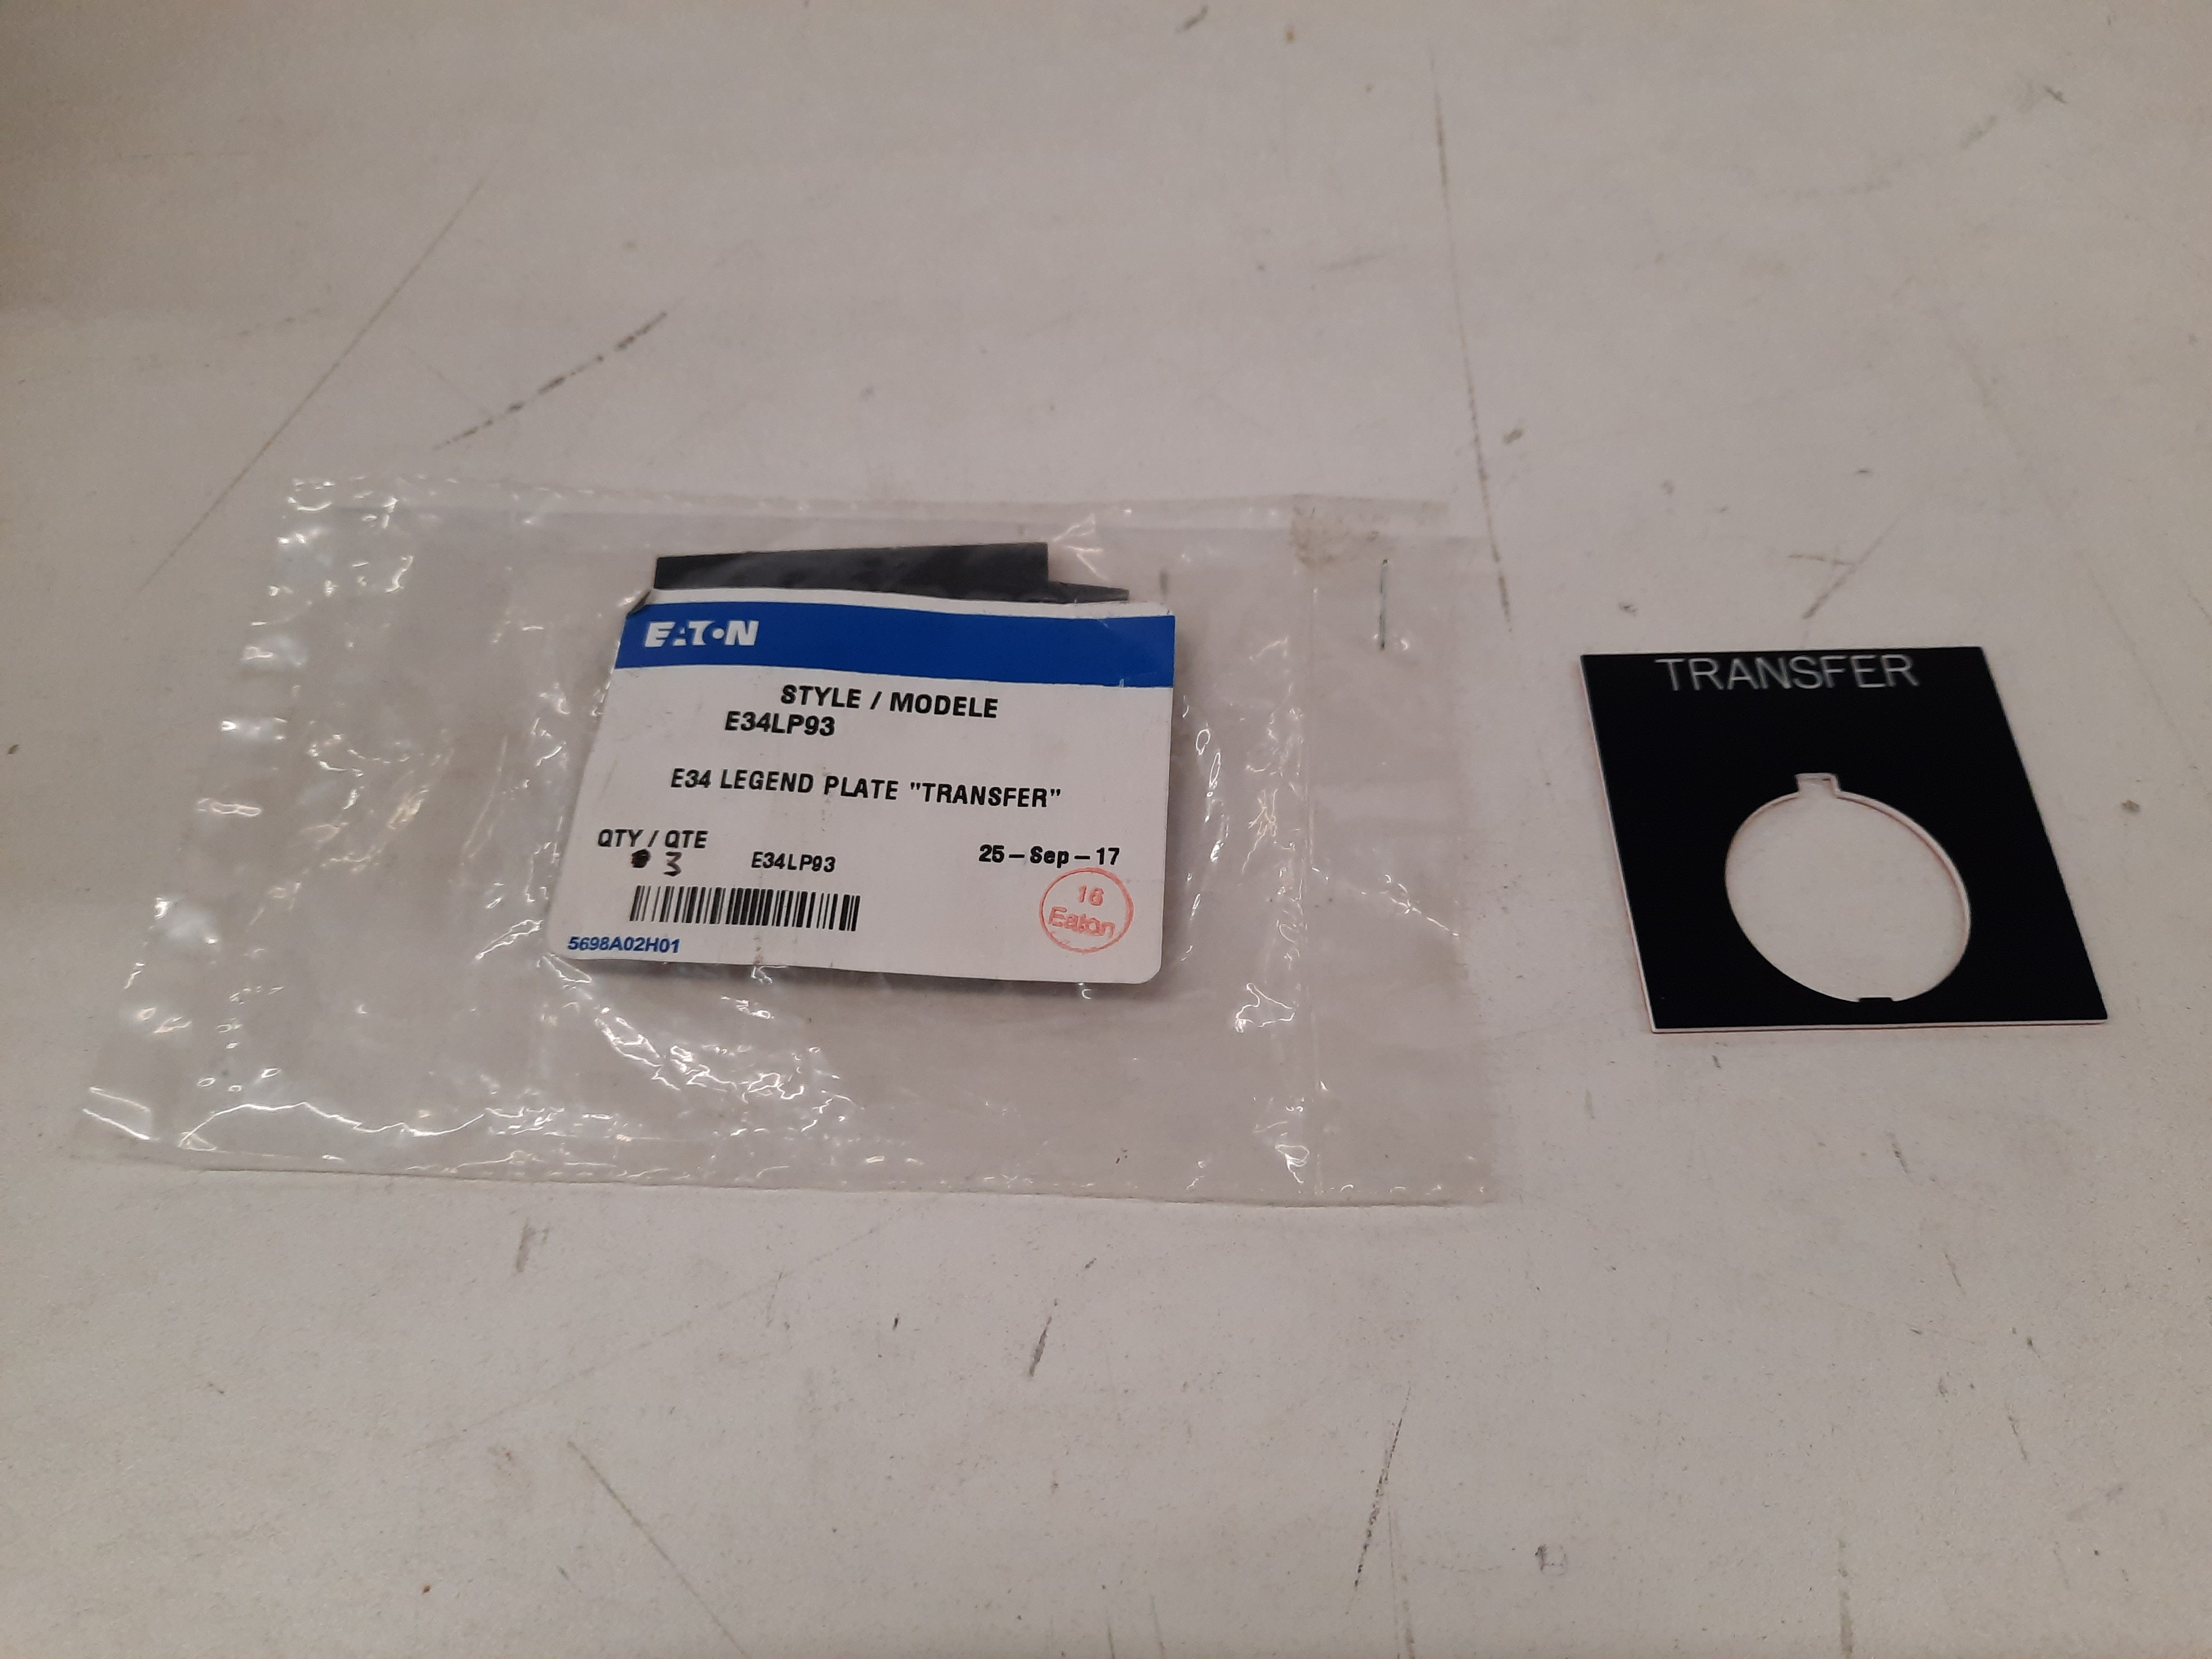 EATON
STYLE / MODELE
E34LP93
E34 LEGEND PLATE "TRANSFER"
QTY / QTE
3
E34LP93
25-Sep-17
16
Eaton
5698A02H01
TRANSFER